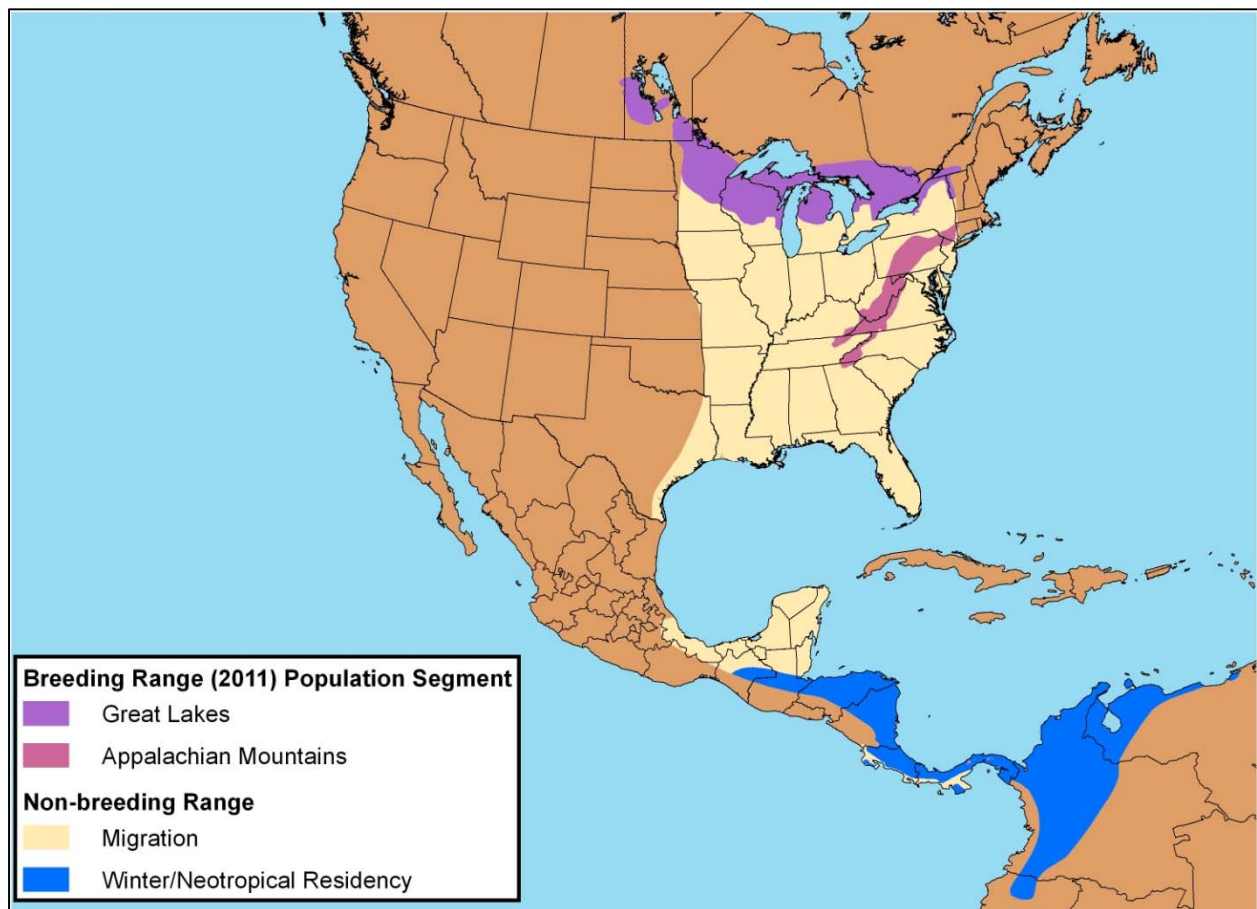 Breeding Range (2011) Population Segment
Great Lakes
Appalachian Mountains
Non-breeding Range
Migration
Winter/Neotropical Residency